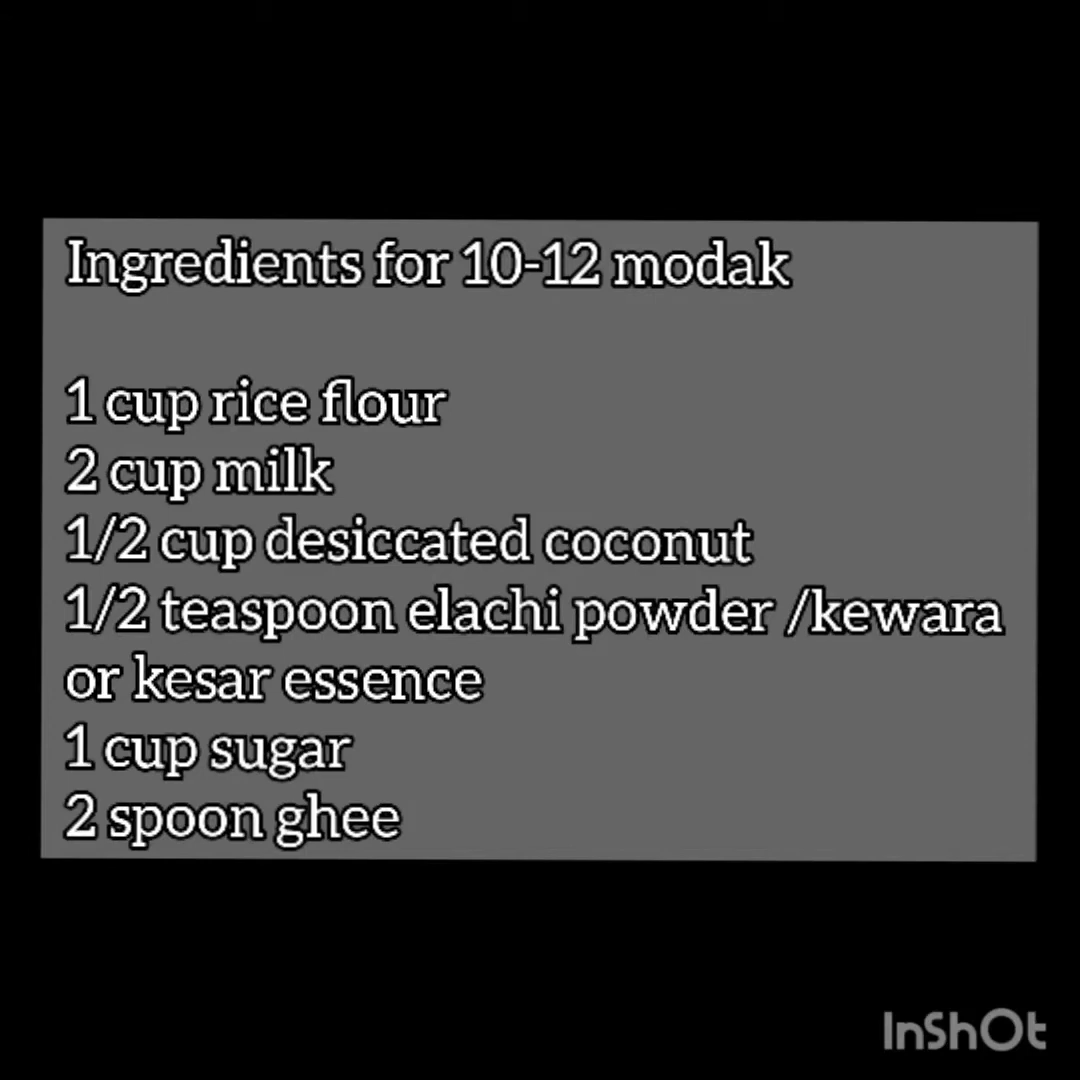 Ingredients for 10-12 modak
1 cup rice flour
2 cup milk
1/2 cup desiccated coconut
1/2 teaspoon elachi powder /kewara
or kesar essence
1 cup sugar
2 spoon ghee
InShOt